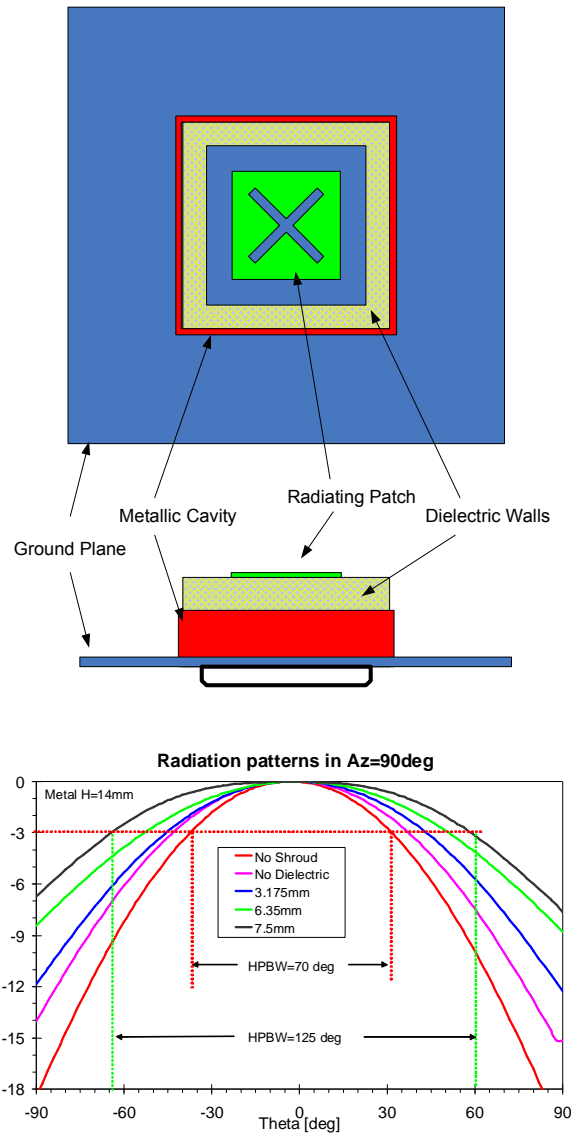 Radiating Patch
Metallic Cavity
Dielectric Walls
Ground Plane
Radiation patterns in Az=90deg
Metal H=14mm
0
-3
-6
-9
-12
-15
-18
No Shroud
No Dielectric
3.175mm
6.35mm
7.5mm
HPBW=70 deg
HPBW=125 deg
-90
-60
-30
0
30
60
90
Theta [deg]